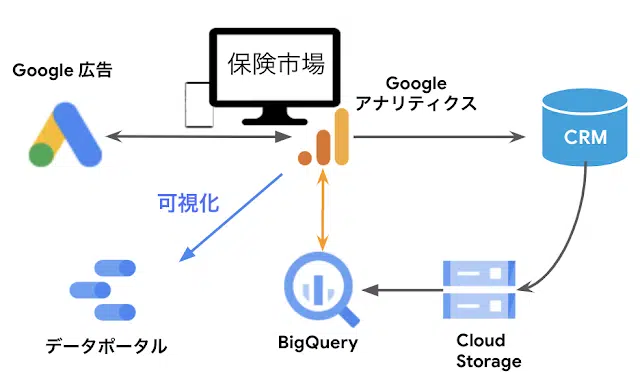 保険市場
Google 広告
Google
アナリティクス
CRM
可視化
データポータル
BigQuery
Cloud
Storage